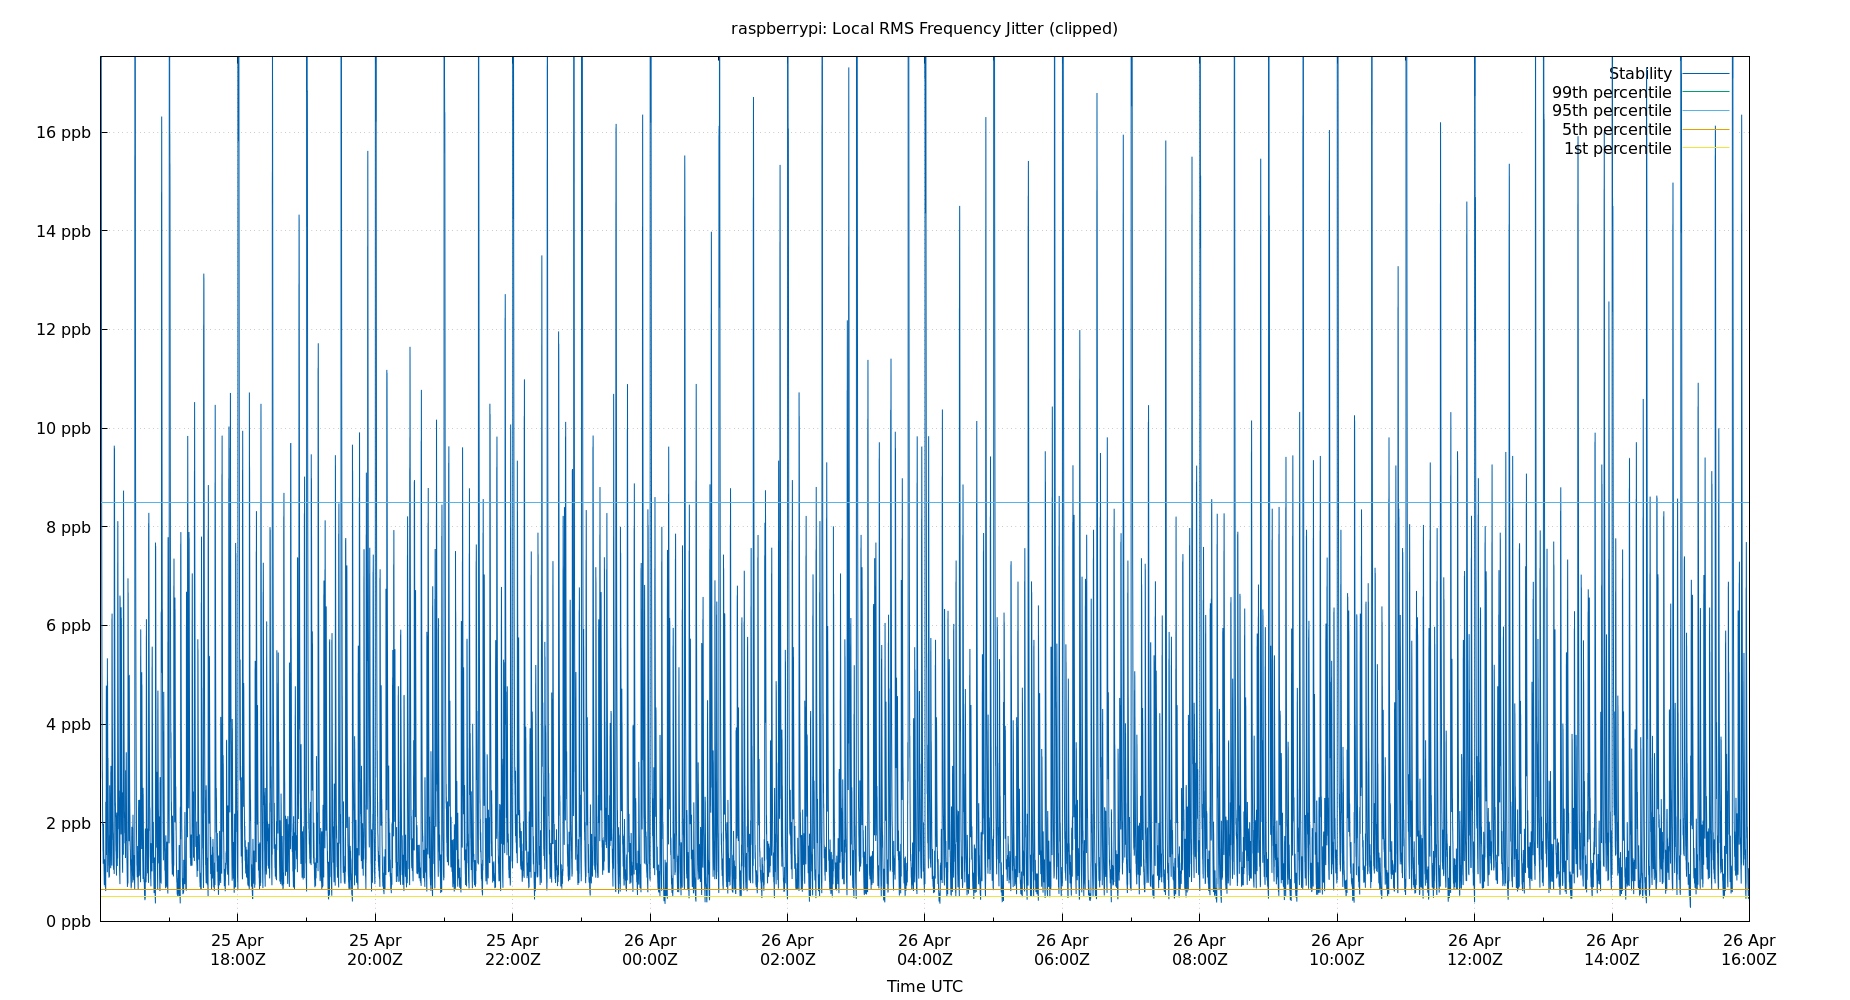 raspberrypi: Local RMS Frequency Jitter (clipped)
Stability
99th percentile
95th percentile
5th percentile
1st percentile
16 ppb
14 ppb
12 ppb
10 ppb
8 ppb
6 ppb
4 ppb
2 ppb
0 ppb
25 Apr 25 Apr 25 Apr 26 Apr 26 Apr 26 Apr 26 Apr 26 Apr 26 Apr 26 Apr 26 Apr 26 Apr
18:00Z 20:00Z 22:00Z 00:00Z 02:00Z 04:00Z 06:00Z 08:00Z 10:00Z 12:00Z 14:00Z 16:00Z
Time UTC